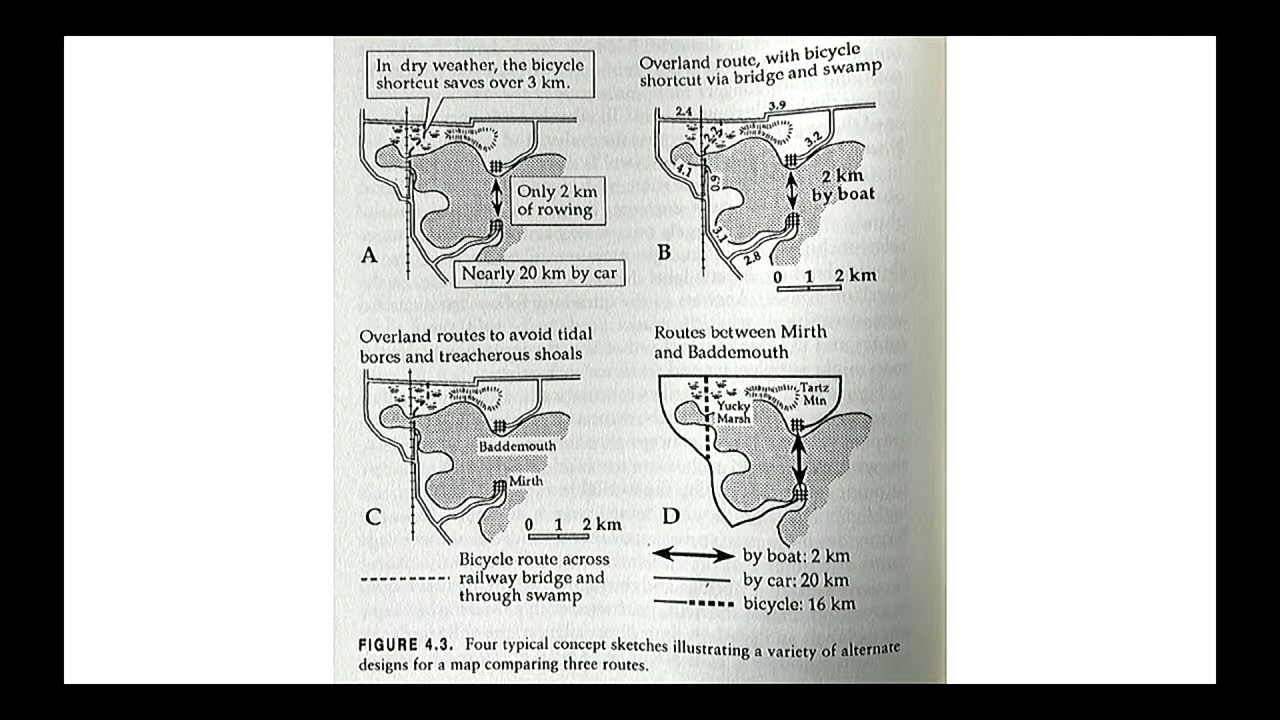 In dry weather, the bicycle
shortcut saves over 3 km.
Only 2 km
of rowing
A
Nearly 20 km by car
Overland route, with bicycle
shortcut via bridge and swamp
2.4
3.9
2.2
3.2
4.1
0.9
2 km
by boat
3.1
B
2.8
0 1 2 km
Overland routes to avoid tidal
bores and treacherous shoals
Baddemouth
Mirth
C
0 1 2 km
Bicycle route across
railway bridge and
through swamp
Routes between Mirth
and Baddemouth
Tartz
Mtn
Yucky
Marsh
D
by boat: 2 km
by car: 20 km
bicycle: 16 km
FIGURE 4.3. Four typical concept sketches illustrating a variety of alternate
designs for a map comparing three routes.